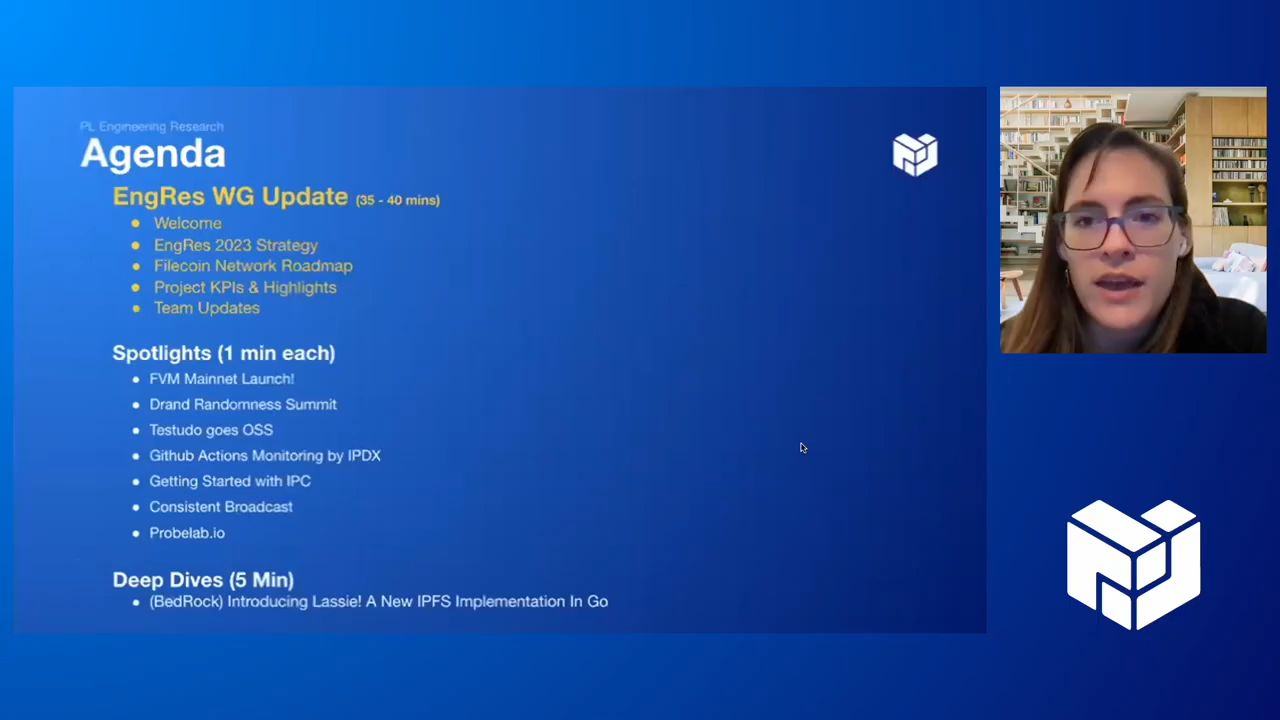 PL Engineering Research
Agenda
EngRes WG Update (35 - 40 mins)
● Welcome
● EngRes 2023 Strategy
● Filecoin Network Roadmap
● Project KPIs & Highlights
● Team Updates
Spotlights (1 min each)
● FVM Mainnet Launch!
● Drand Randomness Summit
● Testudo goes OSS
● Github Actions Monitoring by IPDX
● Getting Started with IPC
● Consistent Broadcast
● Probelab.io
Deep Dives (5 Min)
● (BedRock) Introducing Lassie! A New IPFS Implementation In Go